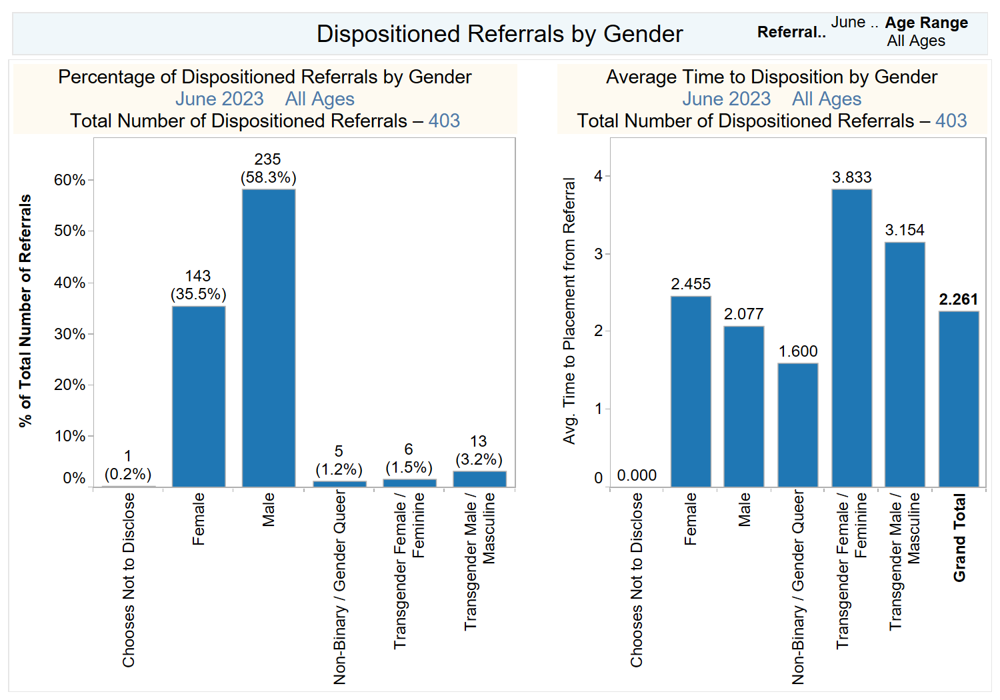 Dispositioned Referrals by Gender
Referral..
June ..
Age Range
All Ages
Percentage of Dispositioned Referrals by Gender
June 2023 All Ages
Total Number of Dispositioned Referrals – 403
% of Total Number of Referrals
60%
50%
40%
30%
20%
10%
0%
1
(0.2%)
143
(35.5%)
235
(58.3%)
5
(1.2%)
6
(1.5%)
13
(3.2%)
Chooses Not to Disclose
Female
Male
Non-Binary / Gender Queer
Transgender Female /
Feminine
Transgender Male /
Masculine
Average Time to Disposition by Gender
June 2023 All Ages
Total Number of Dispositioned Referrals – 403
Avg. Time to Placement from Referral
4
3
2
1
0
0.000
2.455
2.077
1.600
3.833
3.154
2.261
Chooses Not to Disclose
Female
Male
Non-Binary / Gender Queer
Transgender Female /
Feminine
Transgender Male /
Masculine
Grand Total